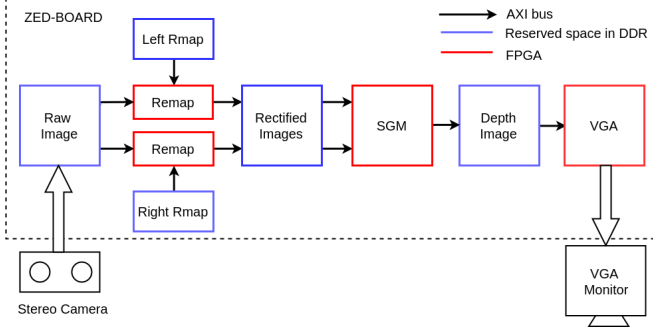 ZED-BOARD
AXI bus
Reserved space in DDR
FPGA
Left Rmap
Raw
Image
Remap
Remap
Rectified
Images
SGM
Depth
Image
VGA
Right Rmap
Stereo Camera
VGA
Monitor